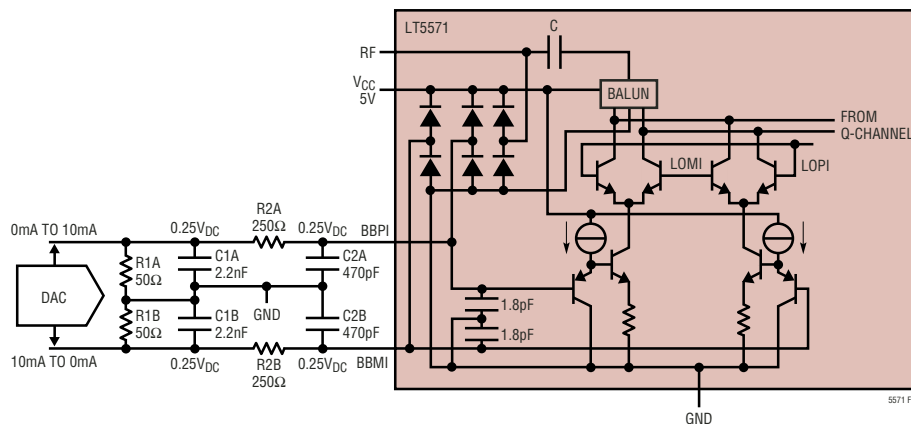 LT5571
C
RF
VCC
5V
BALUN
FROM
Q-CHANNEL
LOMI
LOPI
0mA TO 10mA
0.25VDC
R2A
250Ω
0.25VDC
BBPI
R1A
50Ω
C1A
2.2nF
C2A
470pF
DAC
GND
R1B
50Ω
C1B
2.2nF
C2B
470pF
1.8pF
1.8pF
10mA TO 0mA
0.25VDC
R2B
250Ω
0.25VDC
BBMI
GND
5571 F